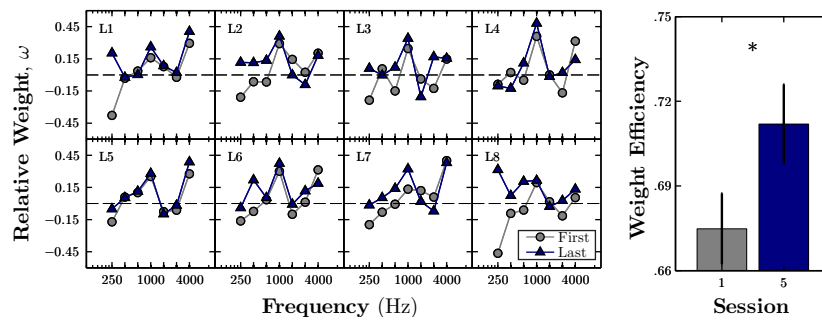 L1 L2 L3 L4
0.45
0.15
−0.15
−0.45
L5 L6 L7 L8
0.45
0.15
−0.15
−0.45
Relative Weight, ω
First
Last
250 1000 4000 250 1000 4000 250 1000 4000 250 1000 4000
Frequency (Hz)
.75
*
.72
.69
.66
Weight Efficiency
1 5
Session